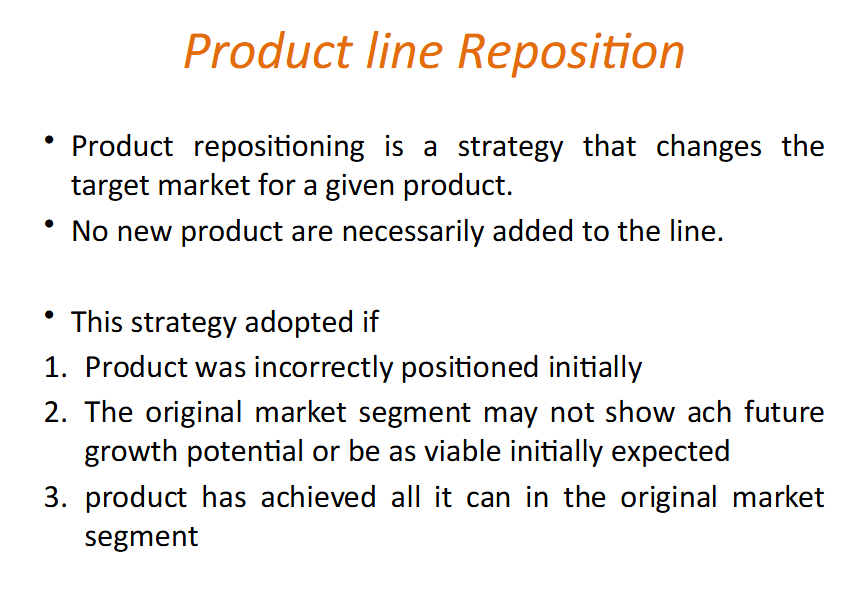 Product line Reposition
• Product repositioning is a strategy that changes the
target market for a given product.
• No new product are necessarily added to the line.
• This strategy adopted if
1. Product was incorrectly positioned initially
2. The original market segment may not show ach future
growth potential or be as viable initially expected
3. product has achieved all it can in the original market
segment